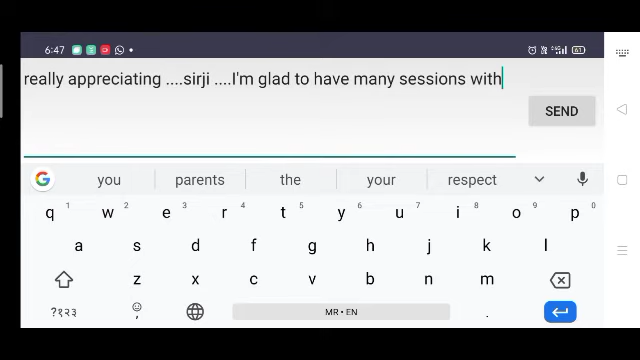 6:47
61
really appreciating ....sirji ....I'm glad to have many sessions with
SEND
you parents the your respect
q 1 w 2 e 3 r 4 t 5 y 6 u 7 i 8 o 9 p 0
a s d f g h j k l
z x c v b n m
?१२३ , MR • EN .